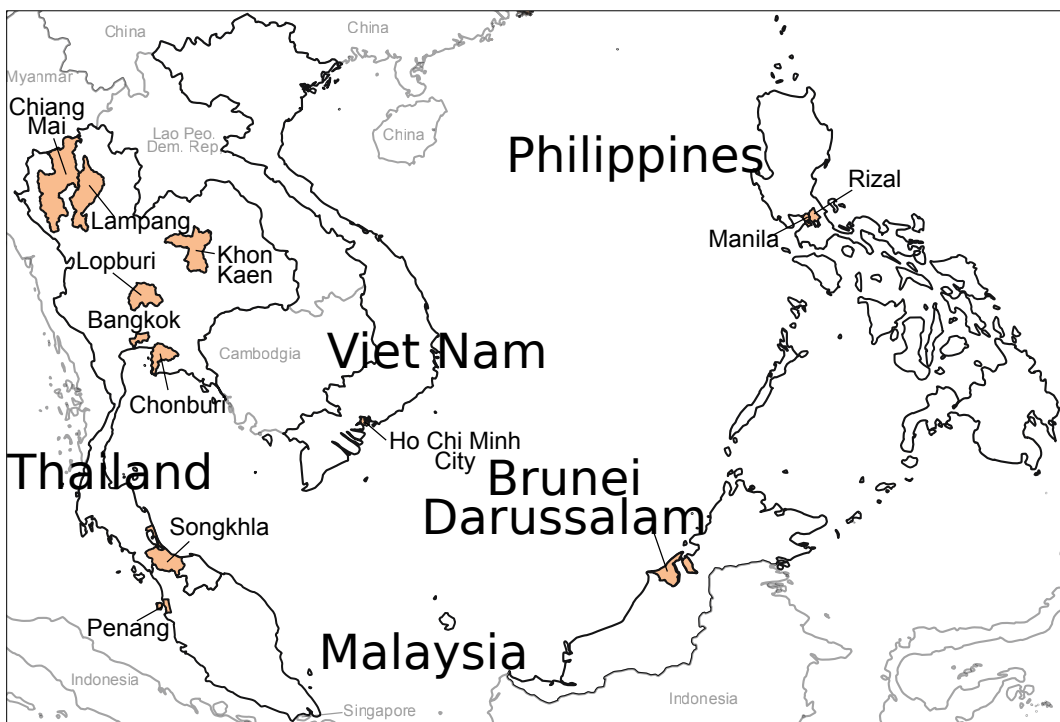 China
China
Myanmar
Chiang
Mai
Lao Peo.
Dem. Rep.
China
Philippines
Rizal
Lampang
Manila
Lopburi
Khon
Kaen
Bangkok
Cambodgia
Viet Nam
Chonburi
Ho Chi Minh
City
Thailand
Brunei
Darussalam
Songkhla
Penang
Malaysia
Indonesia
Indonesia
Singapore